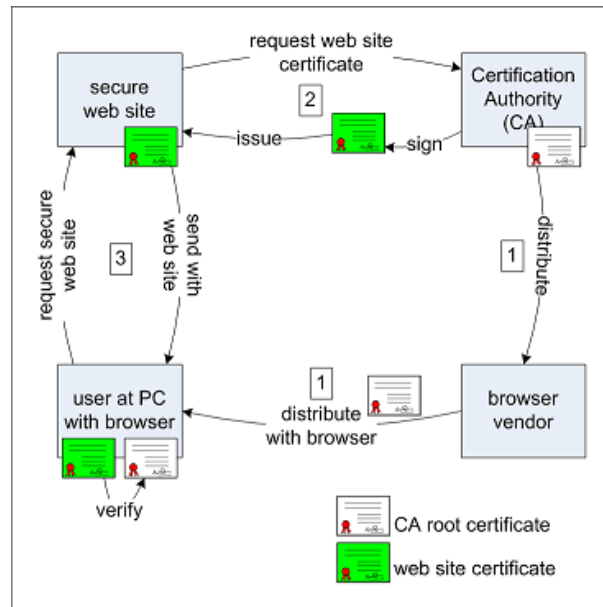 request web site
certificate
secure
web site
Certification
Authority
(CA)
2
issue
sign
request secure
web site
3
send with
web site
1
distribute
user at PC
with browser
1
distribute
with browser
browser
vendor
verify
CA root certificate
web site certificate